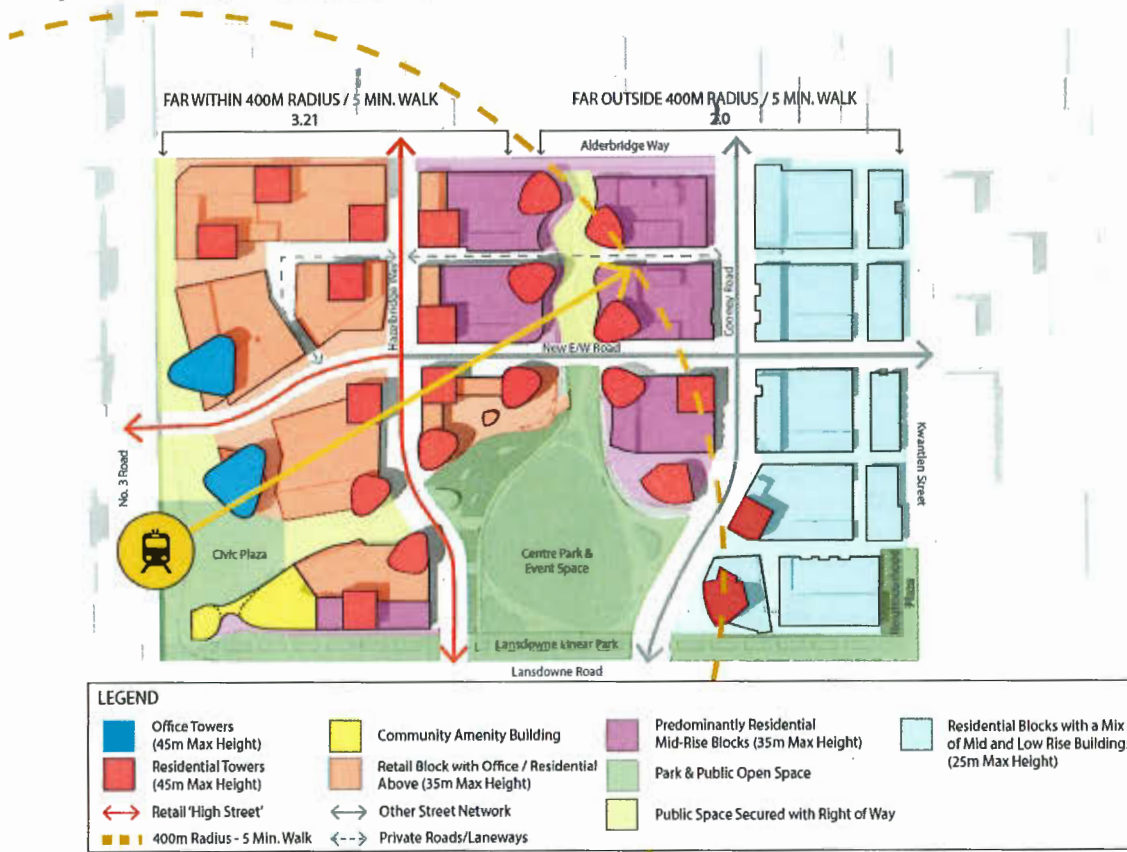 FAR WITHIN 400M RADIUS / 5 MIN. WALK
3.21
FAR OUTSIDE 400M RADIUS / 5 MIN. WALK
2.0
Alderbridge Way
Hazelbridge Way
Cooney Road
New E/W Road
No. 3 Road
Kwantlen Street
Civic Plaza
Centre Park &
Event Space
Plaza
Lansdowne Linear Park
Lansdowne Road
LEGEND
Office Towers
(45m Max Height)
Residential Towers
(45m Max Height)
Retail 'High Street'
400m Radius - 5 Min. Walk
Community Amenity Building
Retail Block with Office / Residential
Above (35m Max Height)
Other Street Network
Private Roads/Laneways
Predominantly Residential
Mid-Rise Blocks (35m Max Height)
Park & Public Open Space
Public Space Secured with Right of Way
Residential Blocks with a Mix
of Mid and Low Rise Building
(25m Max Height)